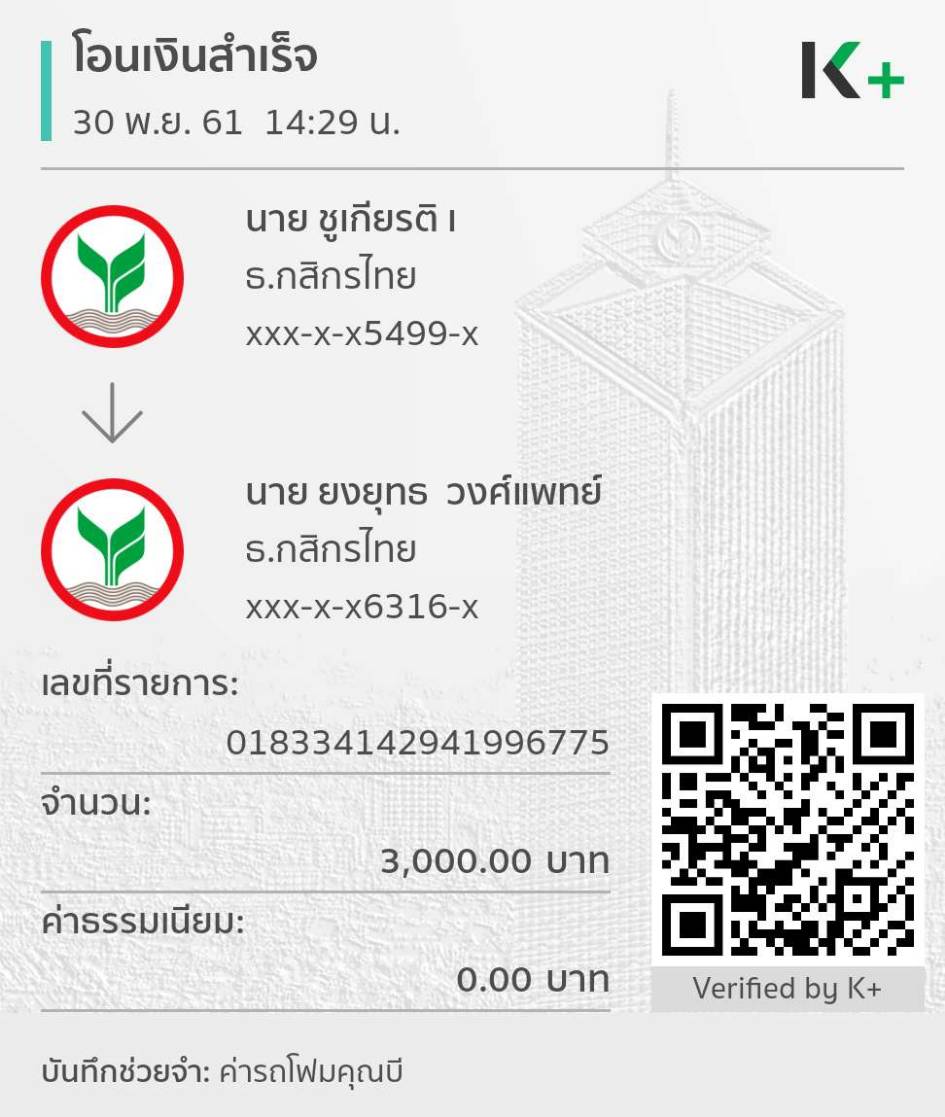 โอนเงินสำเร็จ
30 พ.ย. 61 14:29 น.
K+
นาย ชูเกียรติ เ
ธ.กสิกรไทย
xxx-x-x5499-x
นาย ยงยุทธ วงศ์แพทย์
ธ.กสิกรไทย
xxx-x-x6316-x
เลขที่รายการ:
018334142941996775
จำนวน:
3,000.00 บาท
ค่าธรรมเนียม:
0.00 บาท
Verified by K+
บันทึกช่วยจำ: ค่ารถโฟมคุณบี